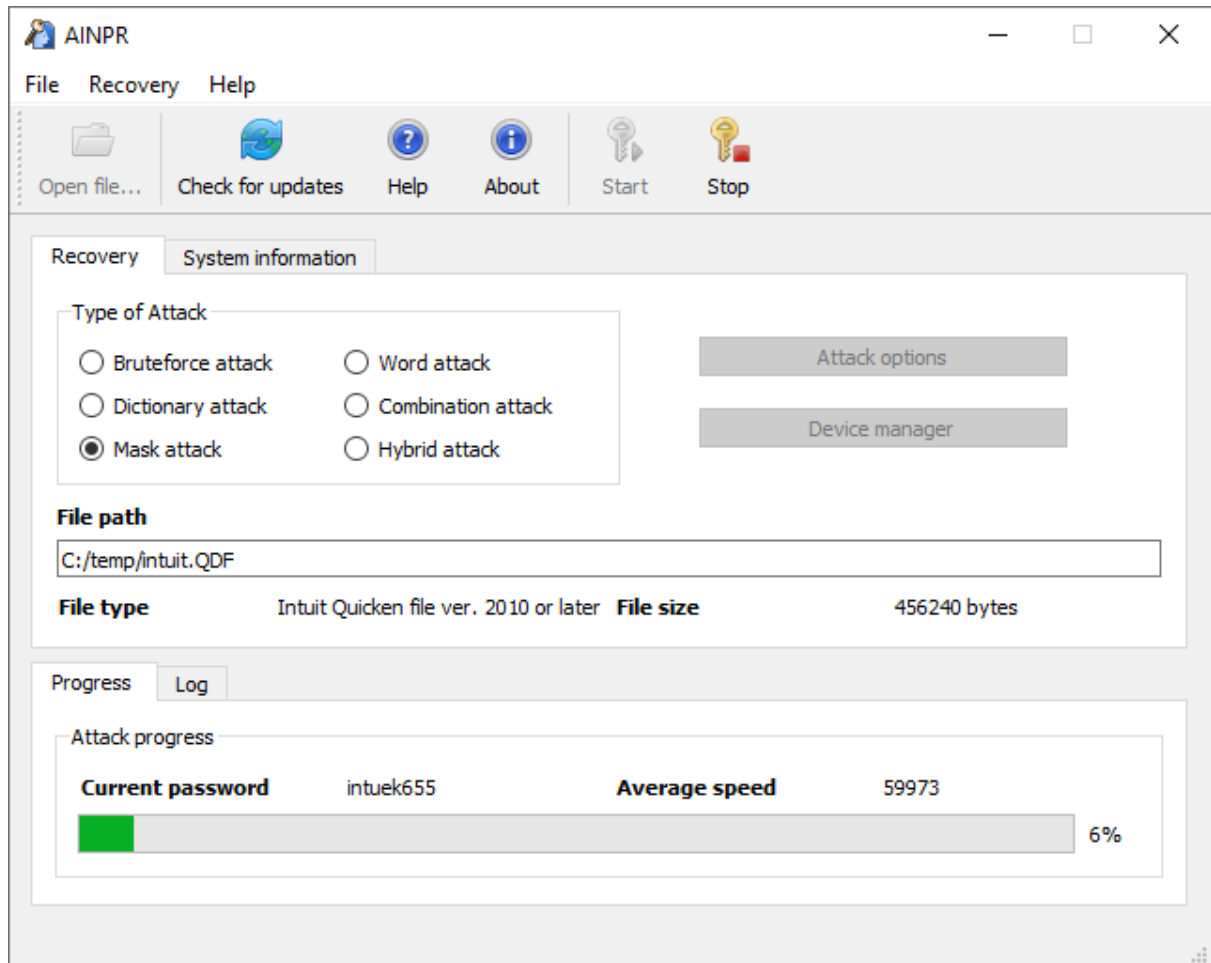 AINPR
File Recovery Help
Open file... Check for updates Help About Start Stop
Recovery System information
Type of Attack
Bruteforce attack Word attack
Attack options
Dictionary attack Combination attack
Device manager
Mask attack Hybrid attack
File path
C:/temp/intuit.QDF
File type Intuit Quicken file ver. 2010 or later File size 456240 bytes
Progress Log
Attack progress
Current password intuek655 Average speed 59973
6%